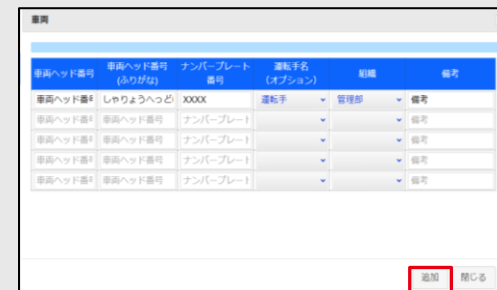 車両
車両ヘッド番号 車両ヘッド番号 ナンバープレート 運転手名 組織 備考
(ふりがな) 番号 (オプション)
車両ヘッド番 しゃりょうへっど XXXX 運転手 管理部 備考
車両ヘッド番 車両ヘッド番号 ナンバープレート 備考
車両ヘッド番 車両ヘッド番号 ナンバープレート 備考
車両ヘッド番 車両ヘッド番号 ナンバープレート 備考
車両ヘッド番 車両ヘッド番号 ナンバープレート 備考
追加 閉じる